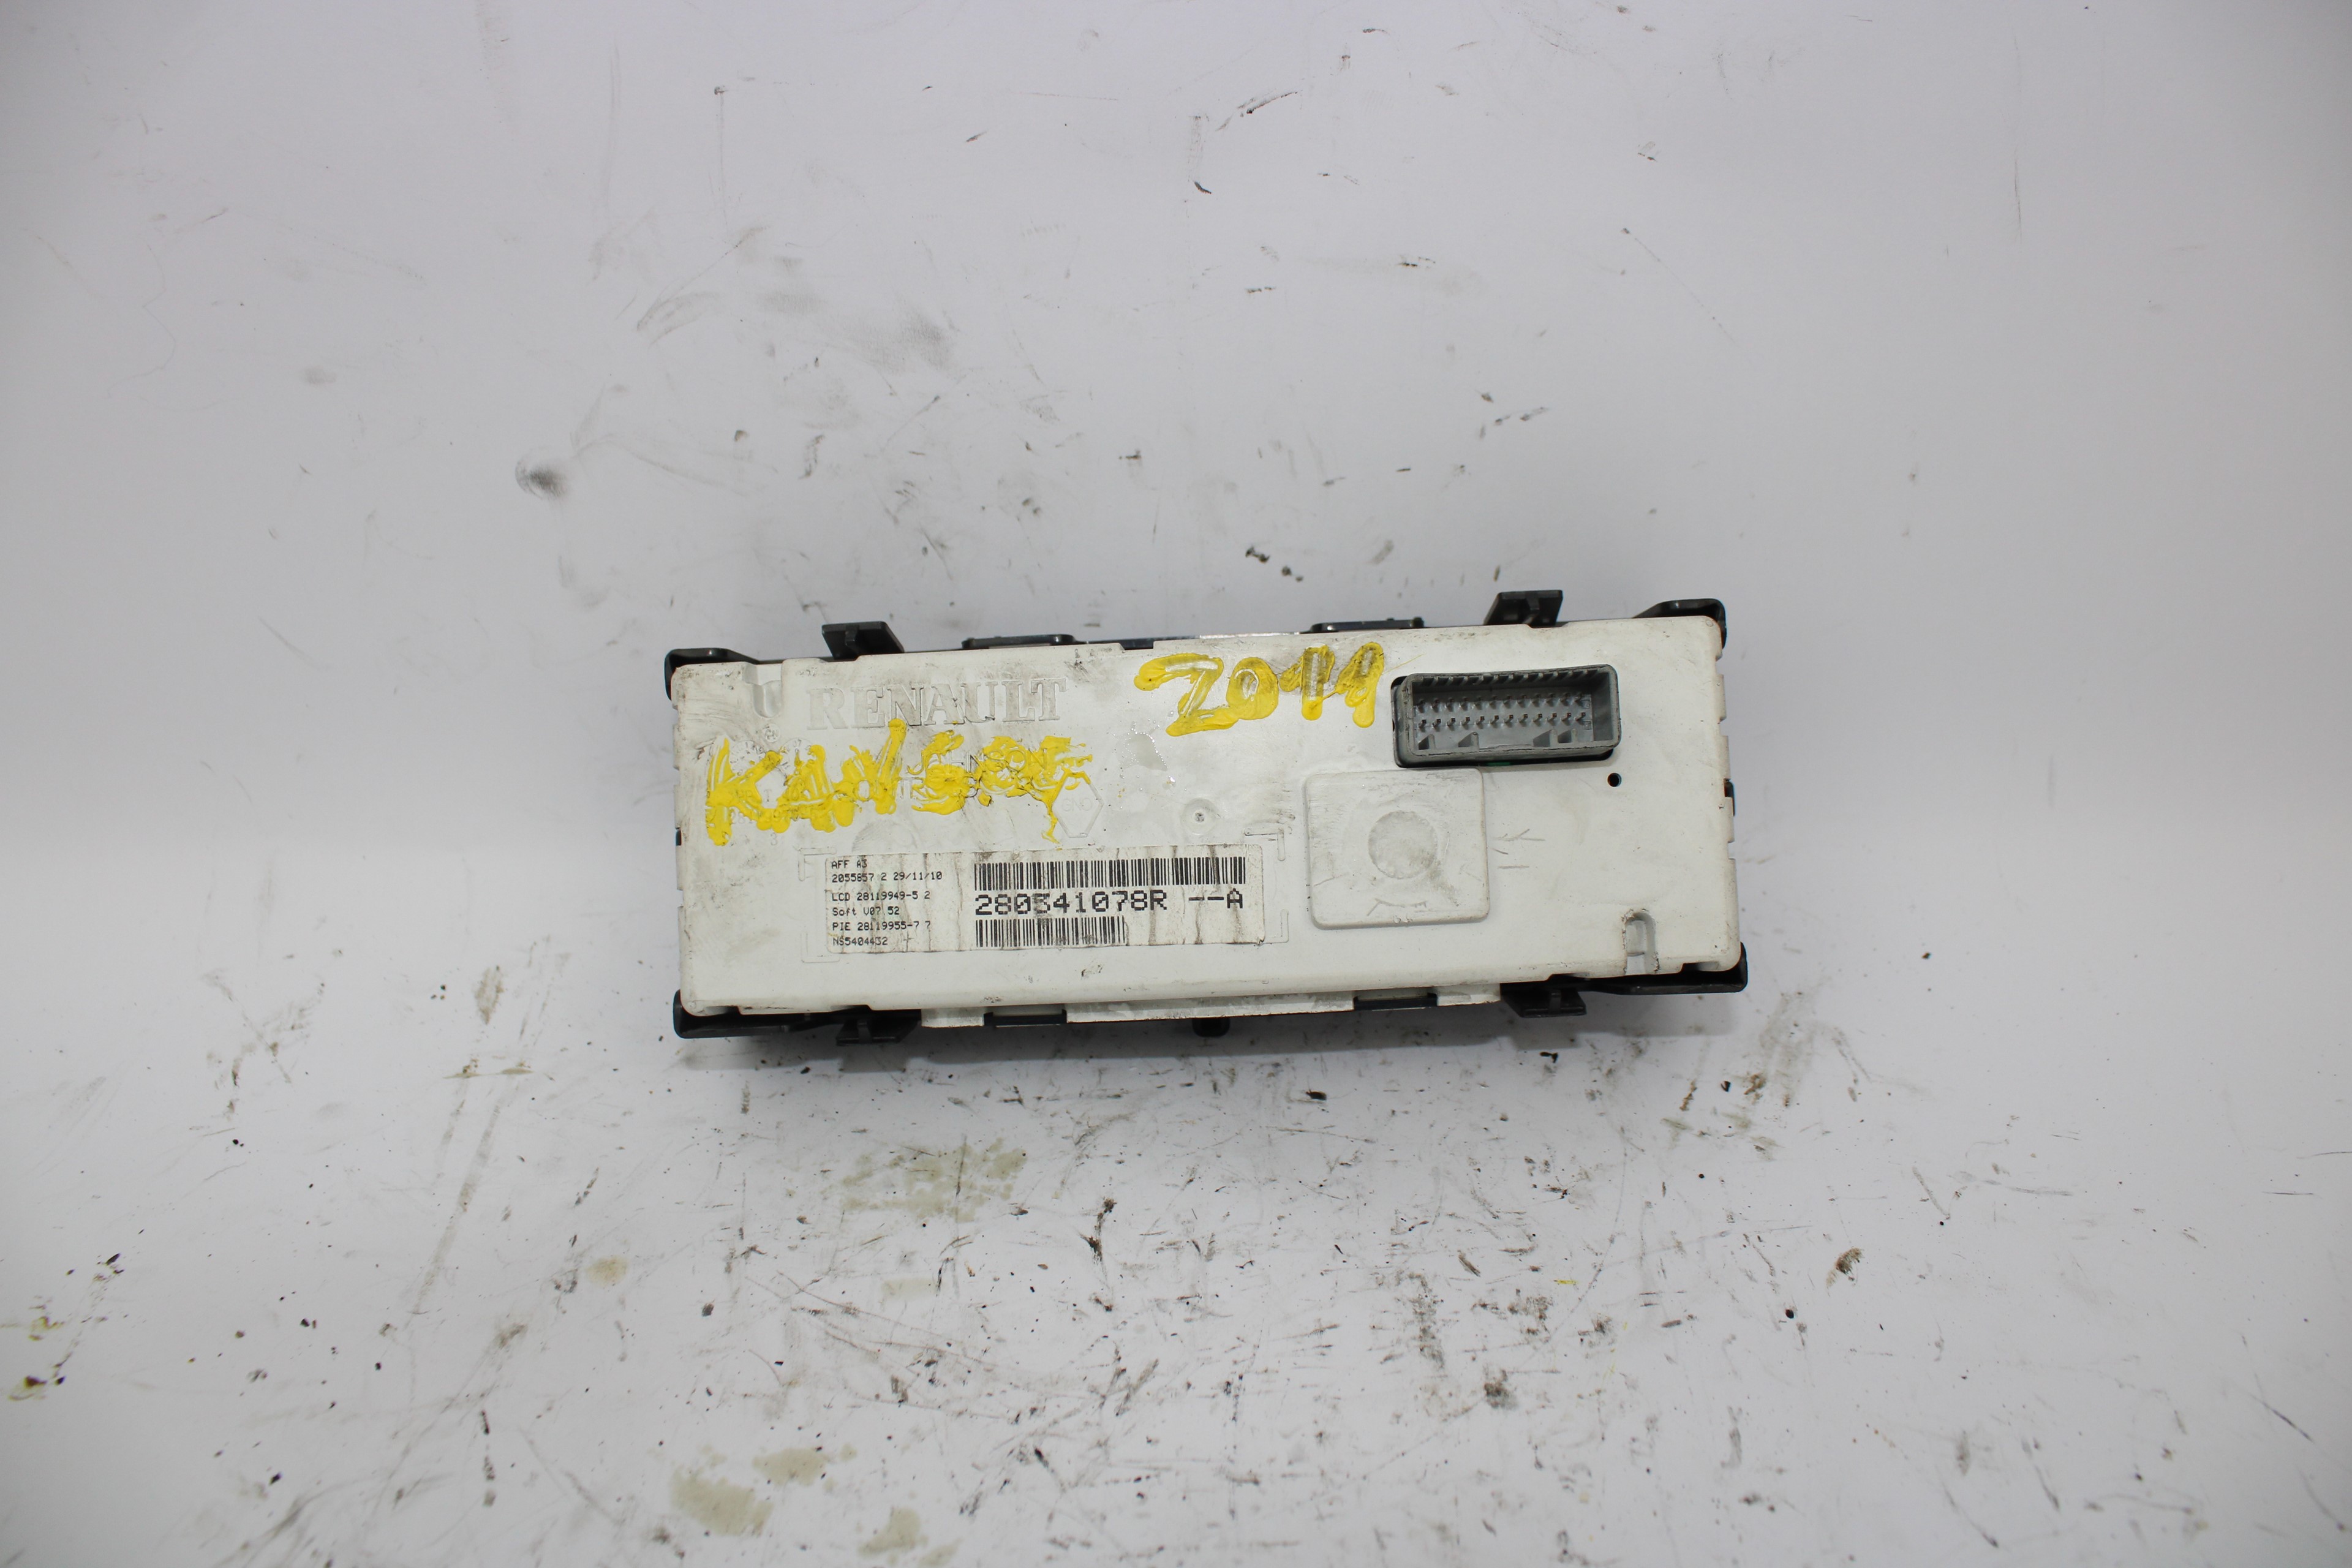 RENAULT
2011
KANGOE
AFF A3
2055857 2 29/11/10
LCD 28119949-5 2
Soft V07.52
PIE 28119955-7 7
NS5404432
280341078R --A